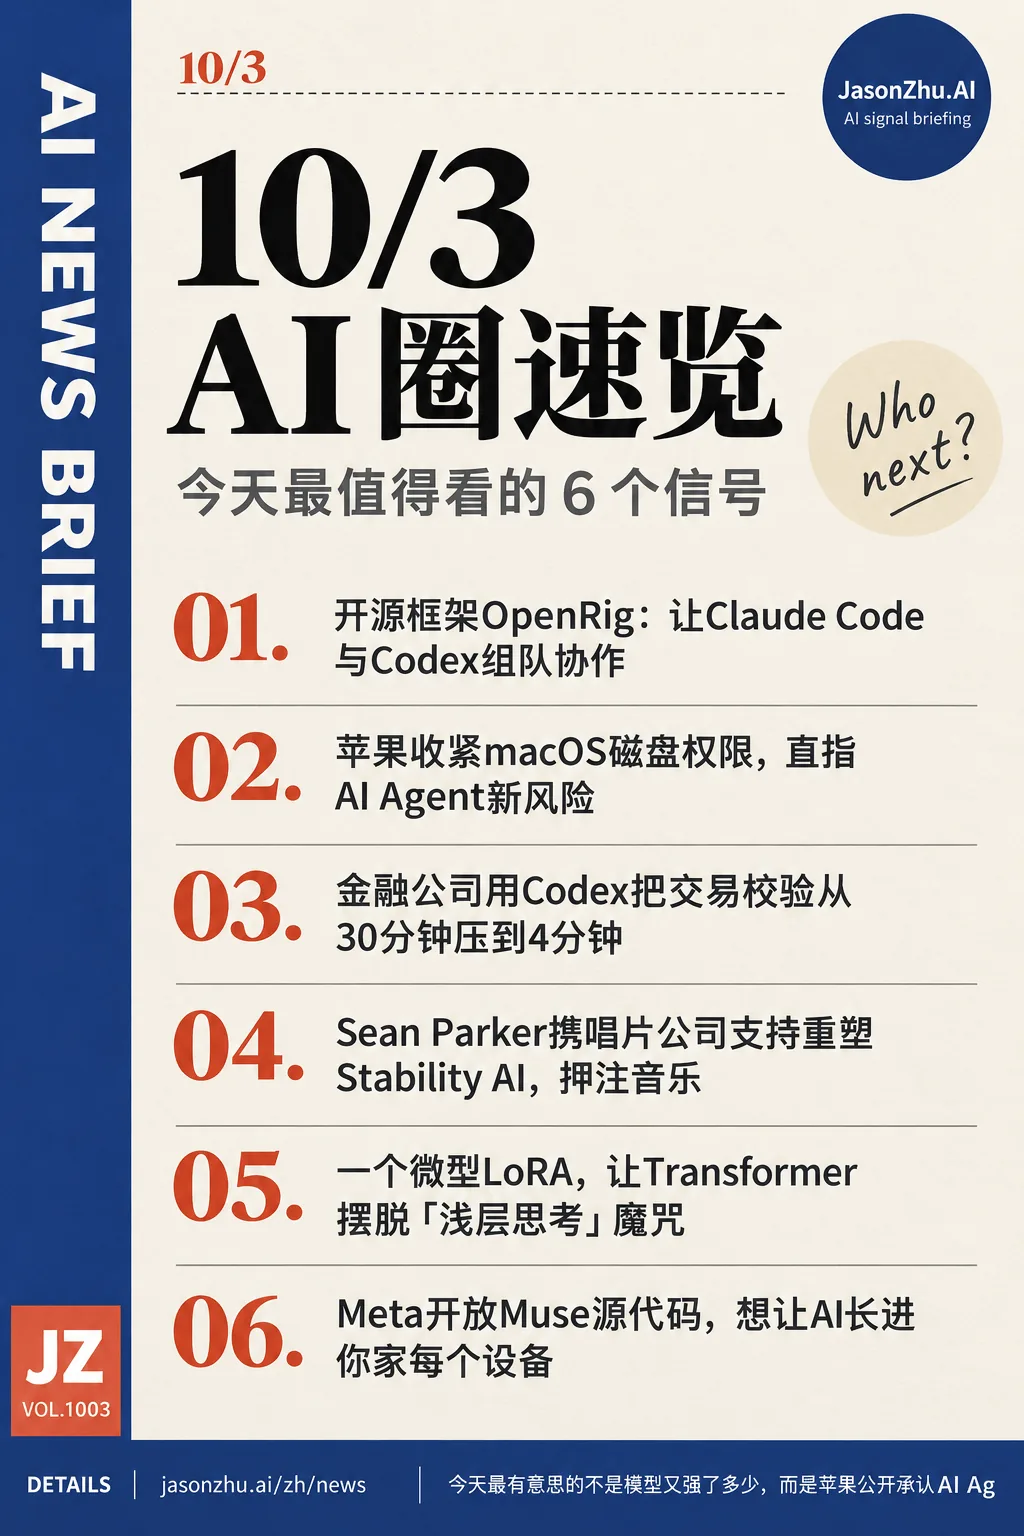 AI NEWS BRIEF
10/3
JasonZhu.AI
AI signal briefing
10/3
AI圈速览
今天最值得看的6个信号
Who
next?
01.
开源框架OpenRig：让Claude Code
与Codex组队协作
02.
苹果收紧macOS磁盘权限，直指
AI Agent新风险
03.
金融公司用Codex把交易校验从
30分钟压到4分钟
04.
Sean Parker携唱片公司支持重塑
Stability AI，押注音乐
05.
一个微型LoRA，让Transformer
摆脱「浅层思考」魔咒
06.
Meta开放Muse源代码，想让AI长进
你家每个设备
JZ
VOL.1003
DETAILS
jasonzhu.ai/zh/news
今天最有意思的不是模型又强了多少，而是苹果公开承认AI Ag